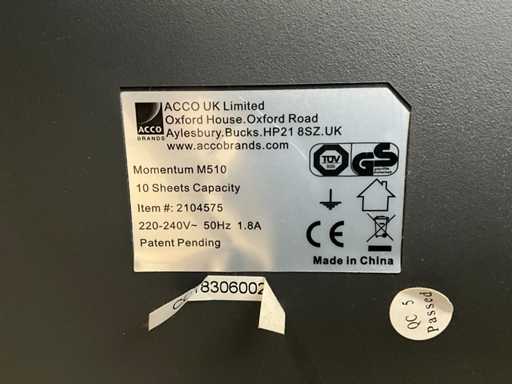 ACCO
BRANDS
ACCO UK Limited
Oxford House.Oxford Road
Aylesbury.Bucks.HP21 8SZ.UK
www.accobrands.com
Momentum M510
10 Sheets Capacity
Item #: 2104575
220-240V~ 50Hz 1.8A
Patent Pending
TÜV
GS
CE
Made in China
8306002
QC 5
Passed